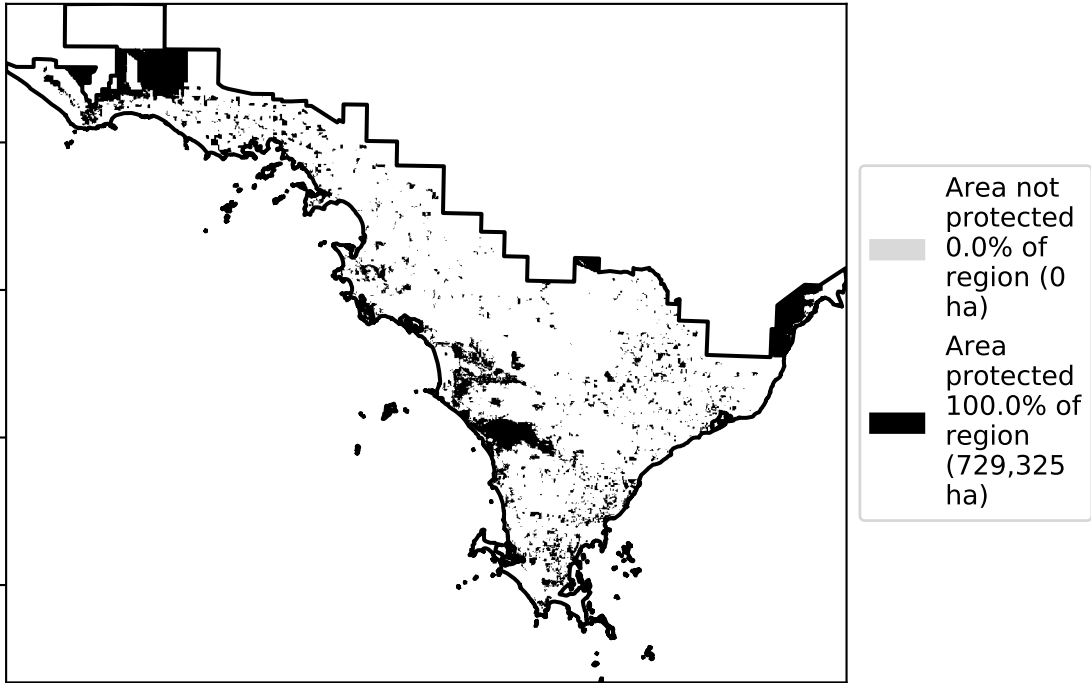 Area not
protected
0.0% of
region (0
ha)
Area
protected
100.0% of
region
(729,325
ha)